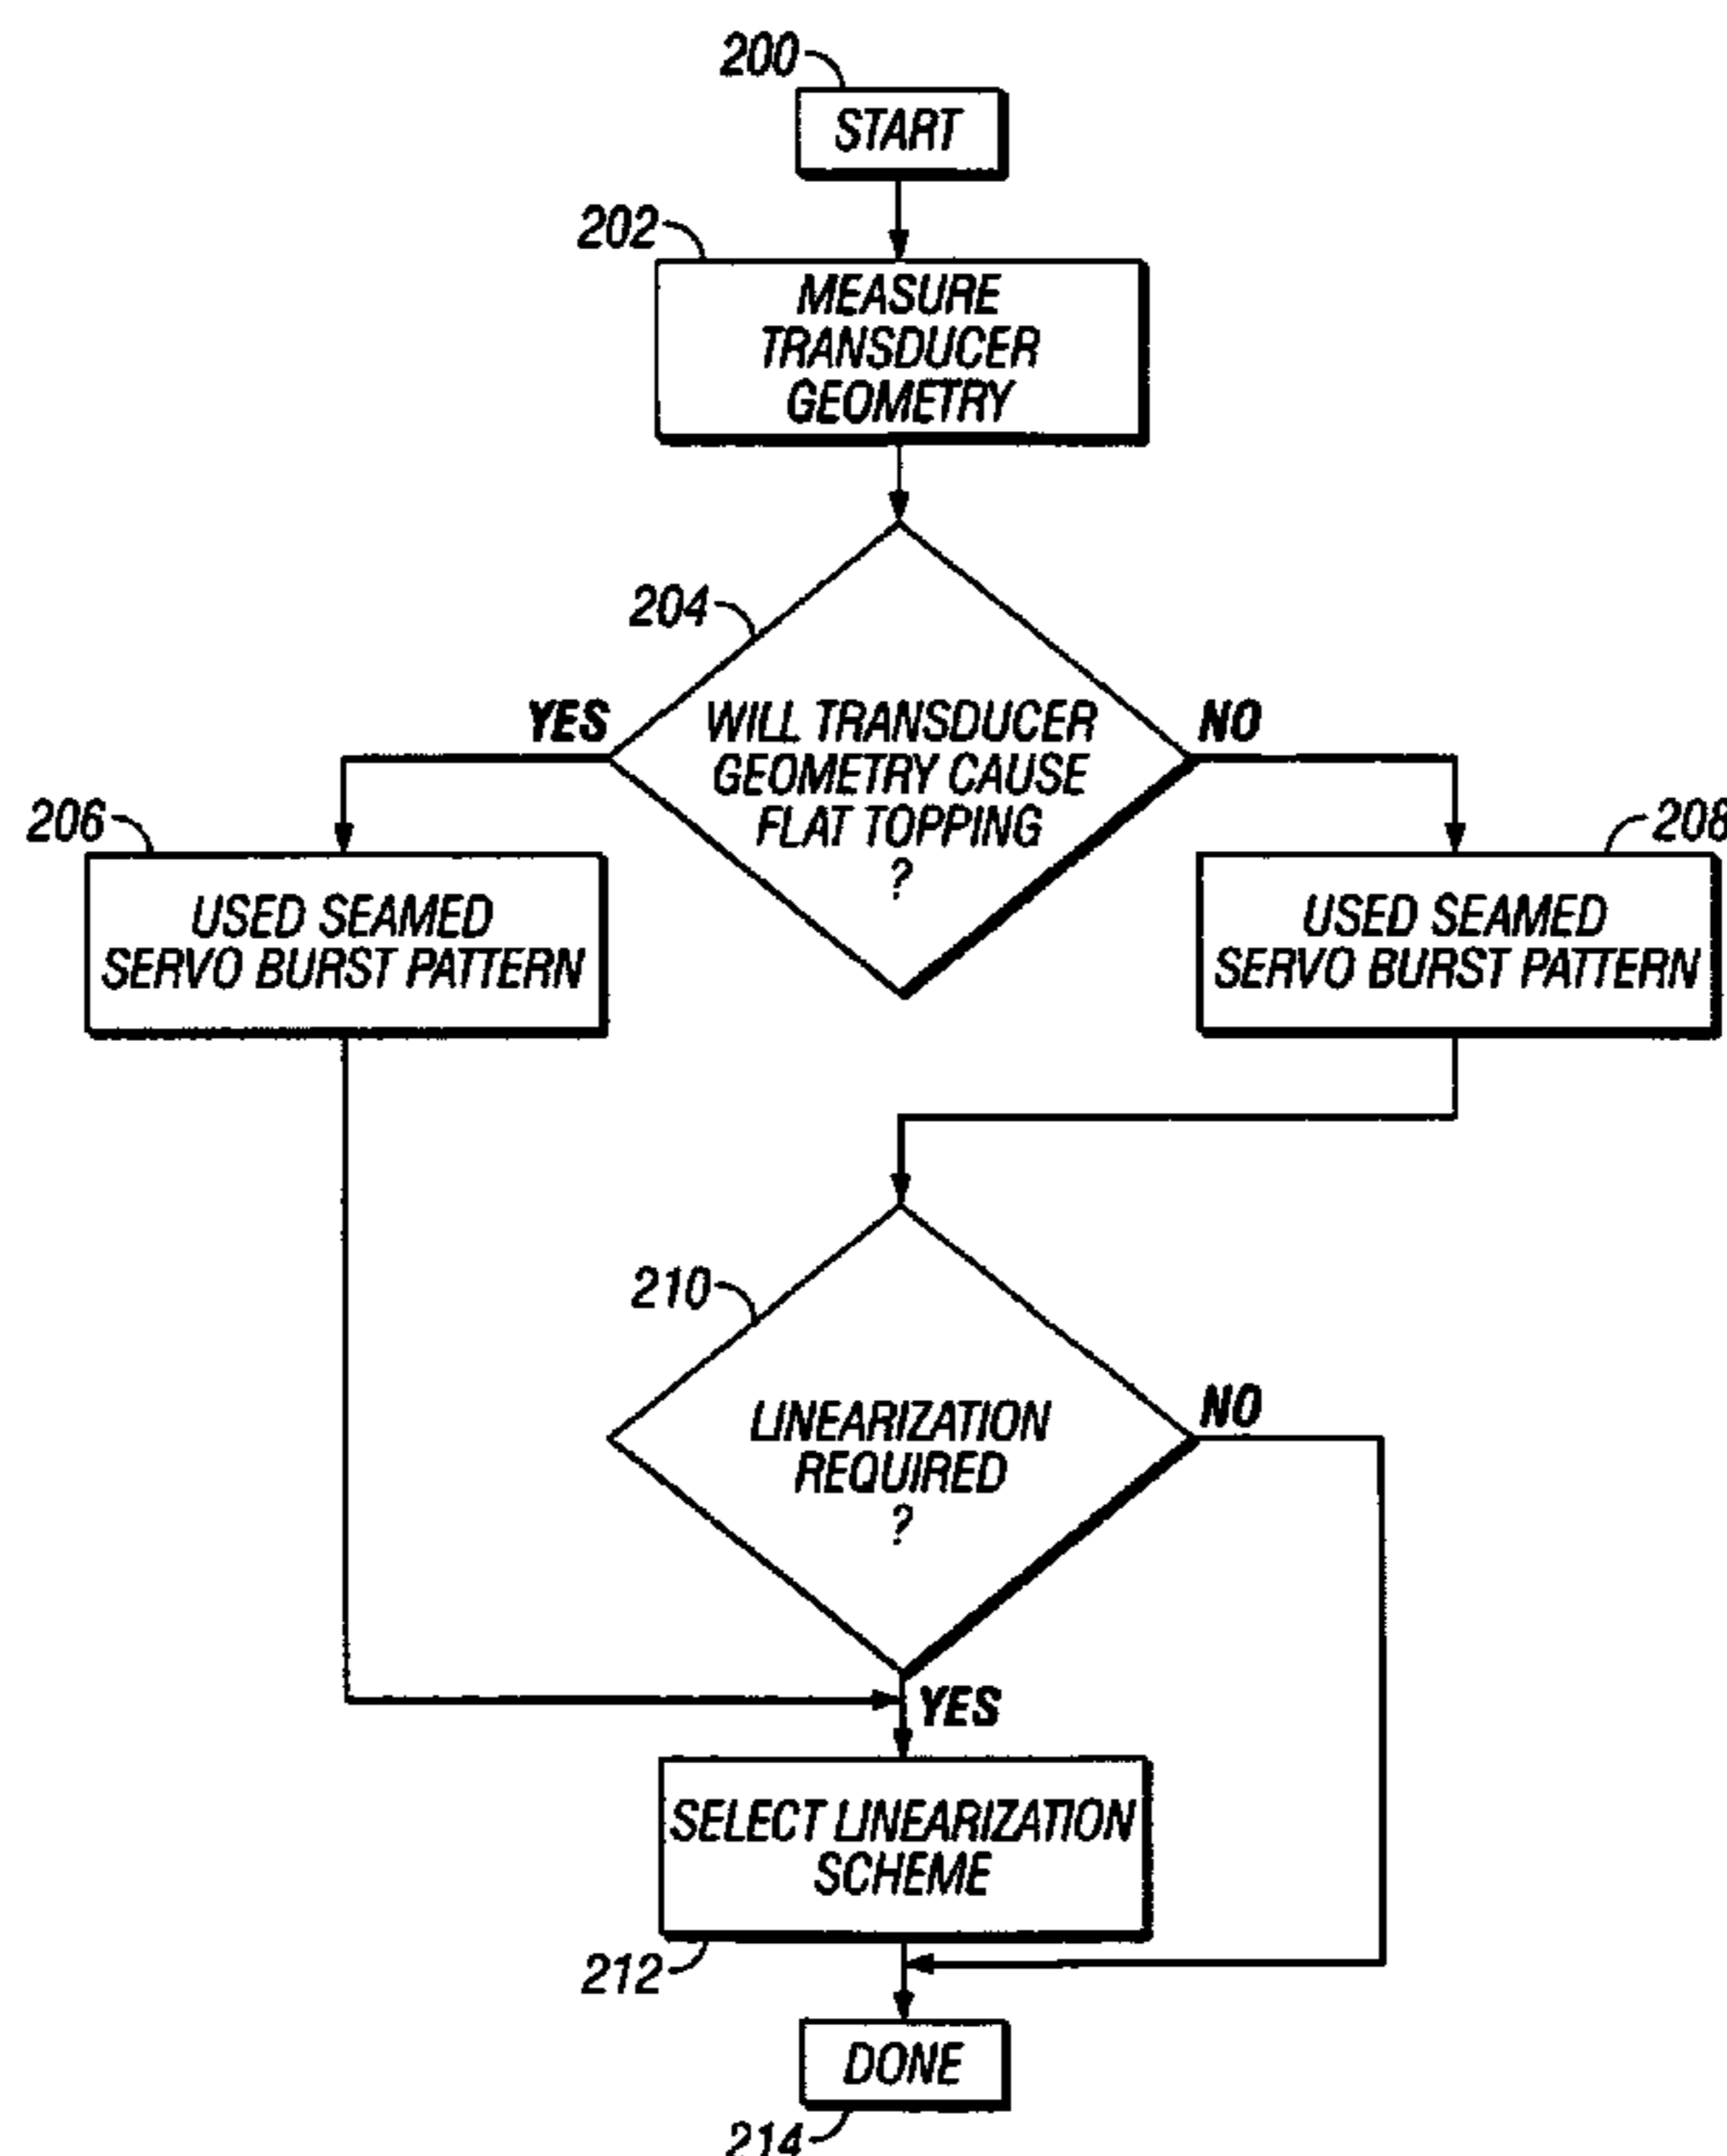 200
START
202
MEASURE
TRANSDUCER
GEOMETRY
204
YES
WILL TRANSDUCER
GEOMETRY CAUSE
FLAT TOPPING
?
NO
206
USED SEAMED
SERVO BURST PATTERN
208
USED SEAMED
SERVO BURST PATTERN
210
LINEARIZATION
REQUIRED
?
NO
YES
SELECT LINEARIZATION
SCHEME
212
DONE
214